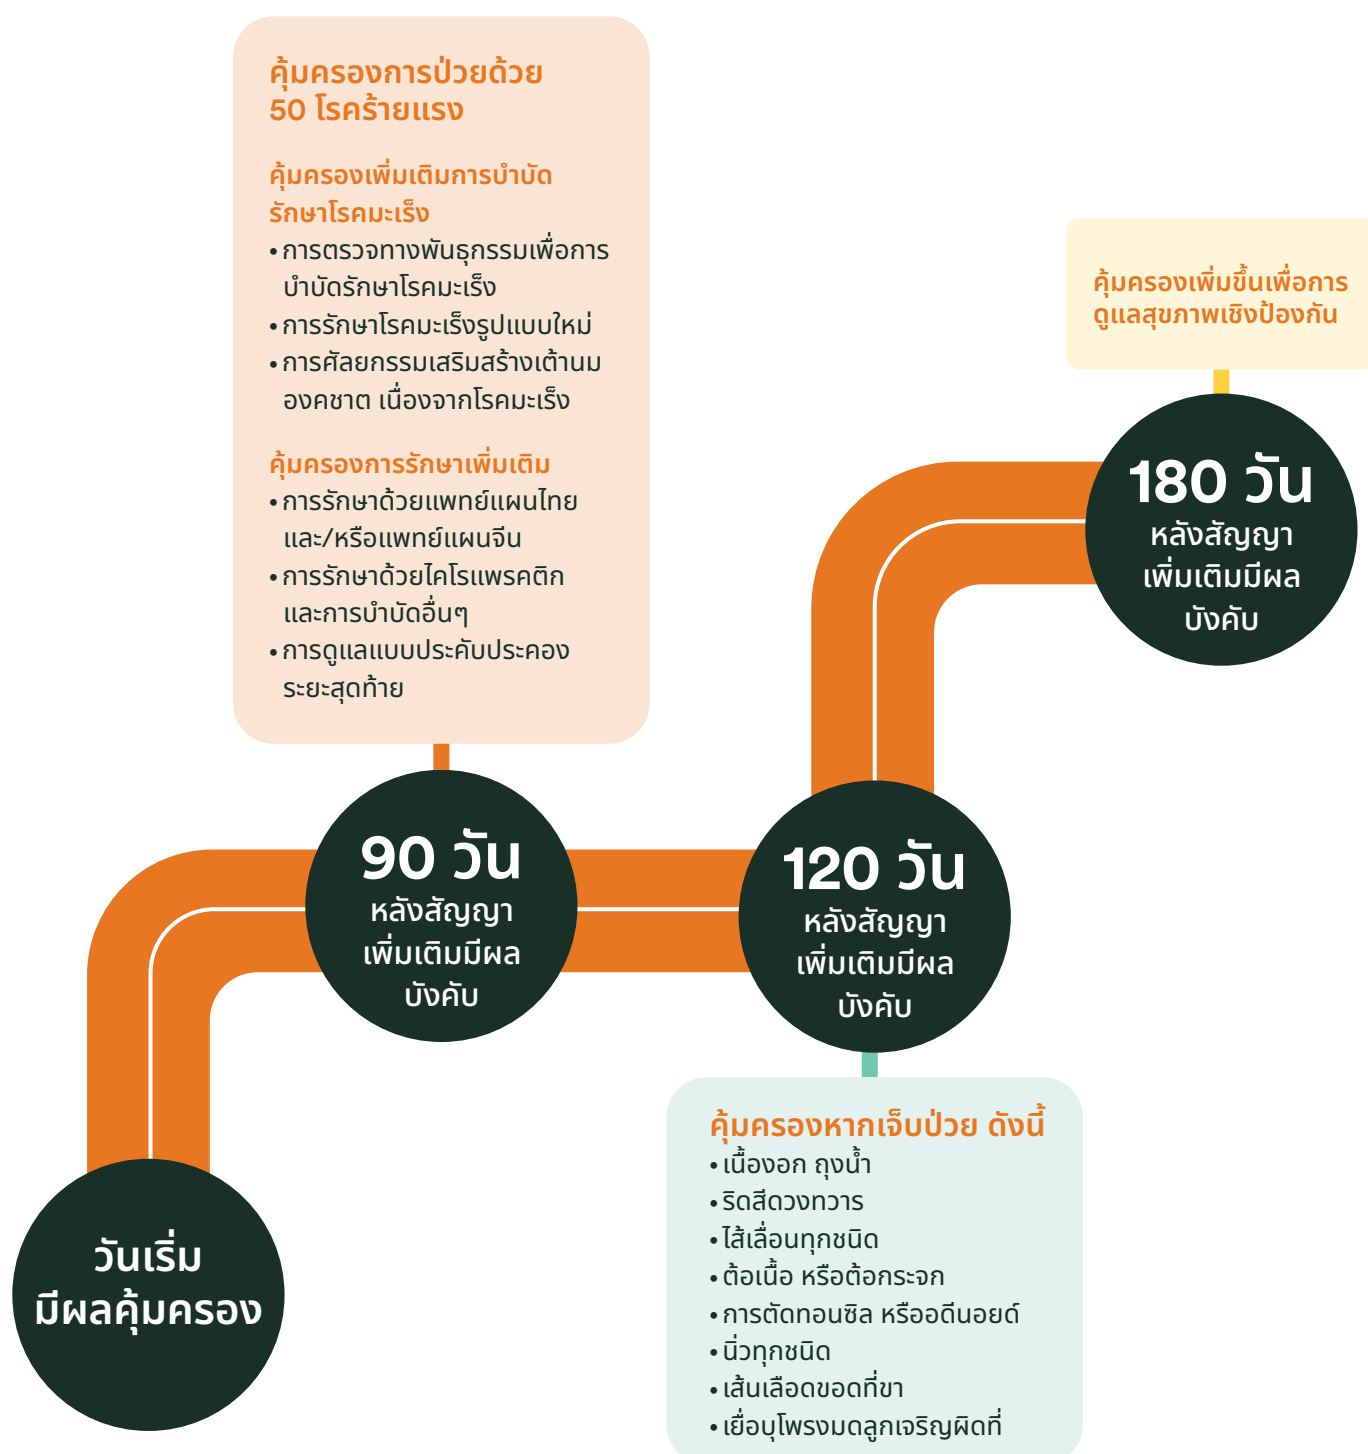 คุ้มครองการป่วยด้วย
50 โรคร้ายแรง
คุ้มครองเพิ่มเติมการบำบัด
รักษาโรคมะเร็ง
• การตรวจทางพันธุกรรมเพื่อการ
บำบัดรักษาโรคมะเร็ง
• การรักษาโรคมะเร็งรูปแบบใหม่
• การศัลยกรรมเสริมสร้างเต้านม
องคชาต เนื่องจากโรคมะเร็ง
คุ้มครองการรักษาเพิ่มเติม
• การรักษาด้วยแพทย์แผนไทย
และ/หรือแพทย์แผนจีน
• การรักษาด้วยไคโรแพรคติก
และการบำบัดอื่นๆ
• การดูแลแบบประคับประคอง
ระยะสุดท้าย
คุ้มครองเพิ่มขึ้นเพื่อการ
ดูแลสุขภาพเชิงป้องกัน
180 วัน
หลังสัญญา
เพิ่มเติมมีผล
บังคับ
90 วัน
หลังสัญญา
เพิ่มเติมมีผล
บังคับ
120 วัน
หลังสัญญา
เพิ่มเติมมีผล
บังคับ
วันเริ่ม
มีผลคุ้มครอง
คุ้มครองหากเจ็บป่วย ดังนี้
• เนื้องอก ถุงน้ำ
• ริดสีดวงทวาร
• ไส้เลื่อนทุกชนิด
• ต้อเนื้อ หรือต้อกระจก
• การตัดทอนซิล หรืออดีนอยด์
• นิ่วทุกชนิด
• เส้นเลือดขอดที่ขา
• เยื่อบุโพรงมดลูกเจริญผิดที่